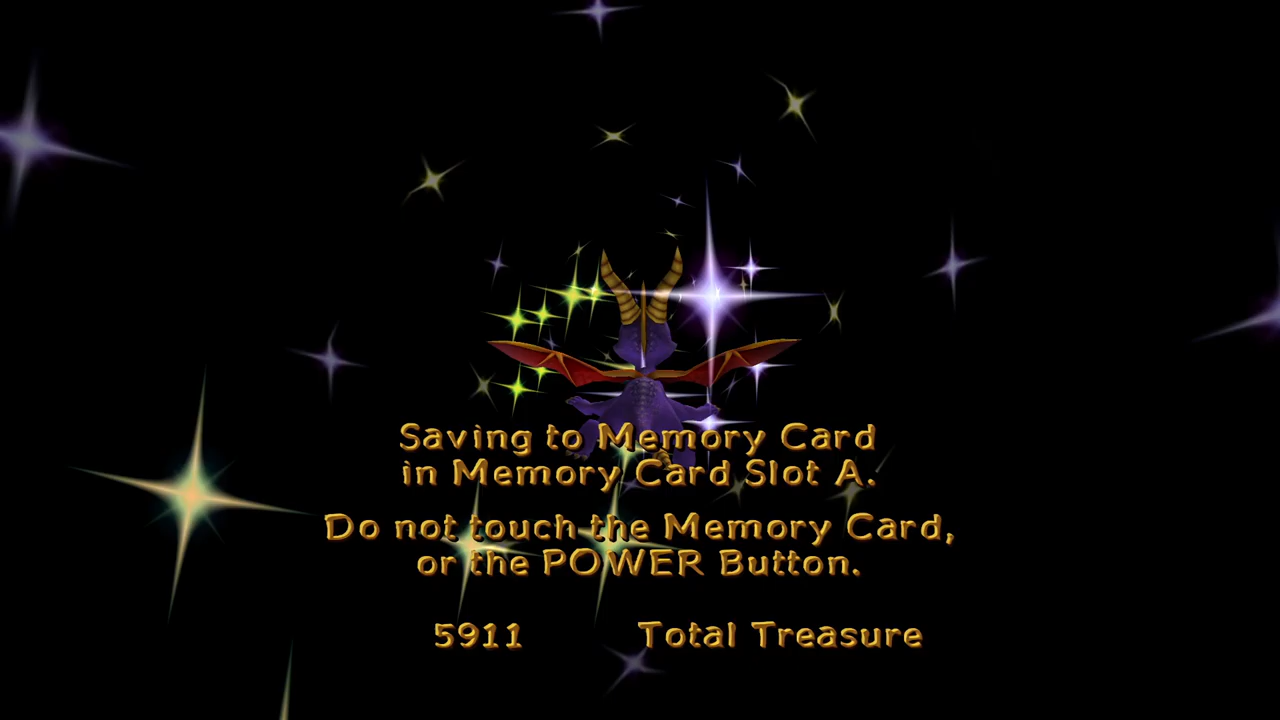 Saving to Memory Card
in Memory Card Slot A.
Do not touch the Memory Card,
or the POWER Button.
5911 Total Treasure